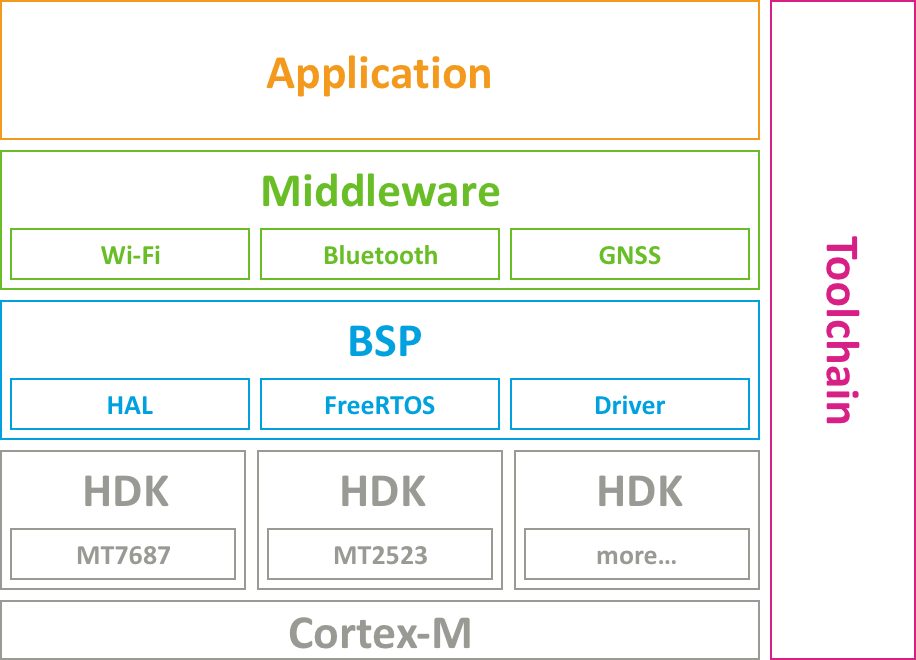 Application
Middleware
Wi-Fi
Bluetooth
GNSS
BSP
HAL
FreeRTOS
Driver
HDK
MT7687
HDK
MT2523
HDK
more…
Cortex-M
Toolchain